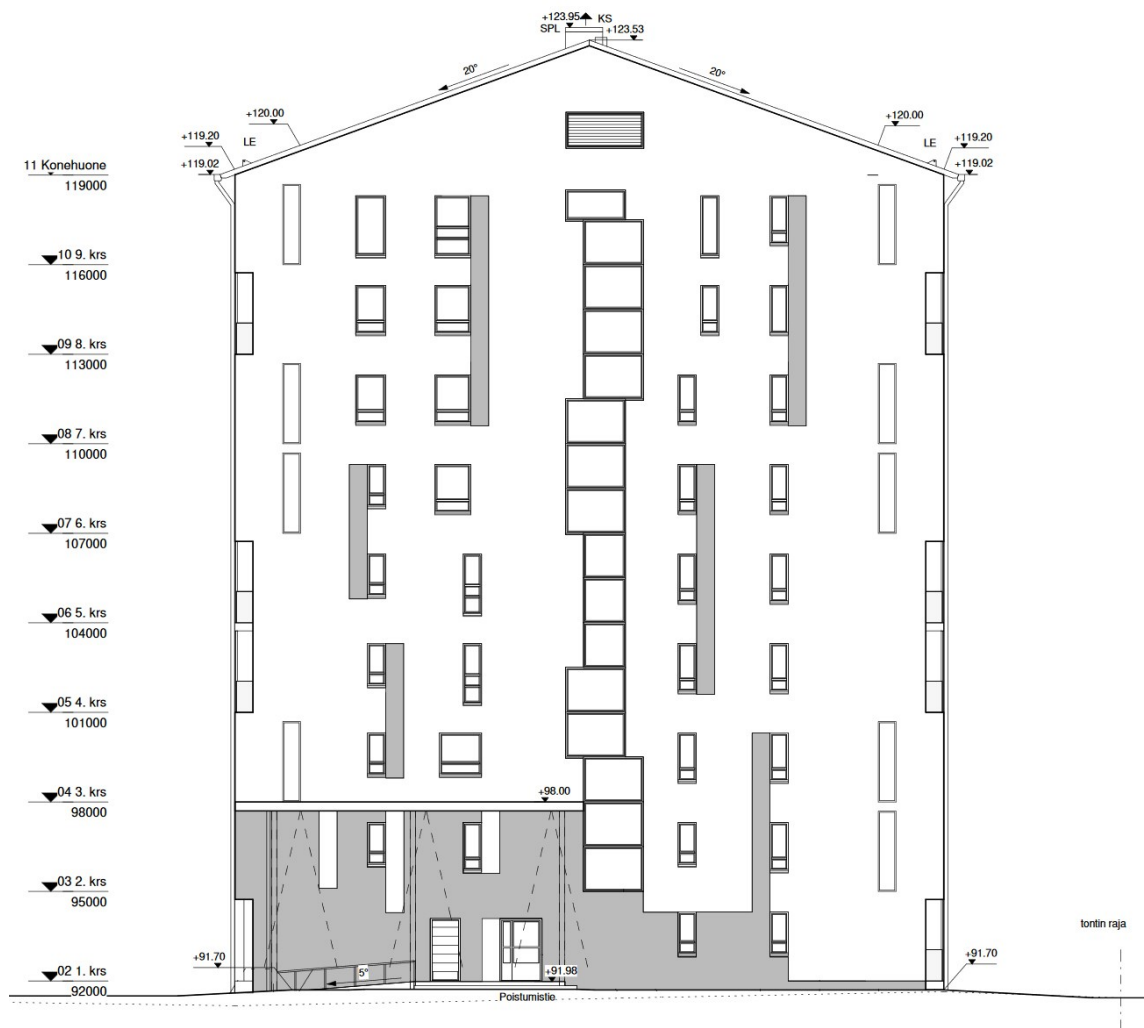 +123.95 KS
SPL +123.53
20° 20°
+120.00 +120.00
+119.20 LE LE +119.20
+119.02 +119.02
11 Konehuone
119000
10 9. krs
116000
09 8. krs
113000
08 7. krs
110000
07 6. krs
107000
06 5. krs
104000
05 4. krs
101000
04 3. krs +98.00
98000
03 2. krs
95000
tontin raja
+91.70 +91.70
02 1. krs 5° +91.98
92000
Poistumistie